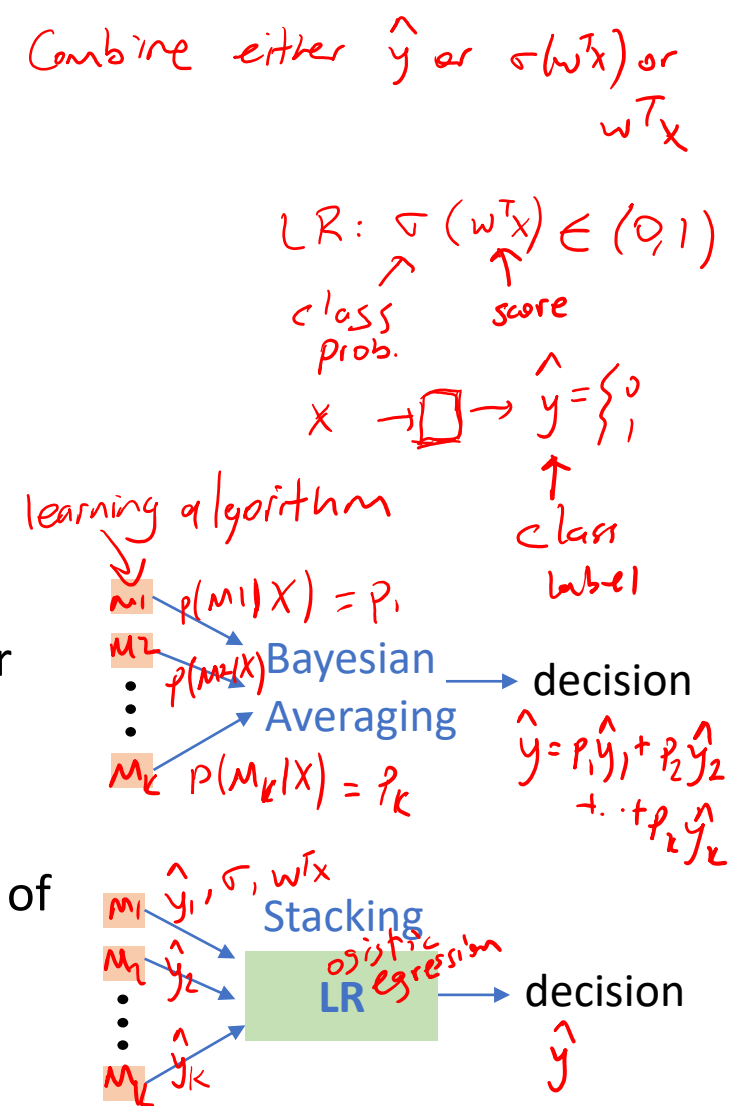 Combine either ŷ or σ(wᵀx) or
wᵀx
LR: σ(wᵀx) ∈ (0,1)
class prob.
score
x → □ → ŷ = { 0 1
class label
learning algorithm
M1 p(M1|X) = P₁
r
M2 p(M2|X)
Bayesian
Averaging
decision
Mₖ P(Mₖ|X) = Pₖ
ŷ = P₁ŷ₁ + P₂ŷ₂
+..+ Pₖŷₖ
of
M1 ŷ₁, σ, wᵀx
Stacking
M2 ŷ₂
LR
ogistic
egression
decision
ŷ
Mₖ ŷₖ